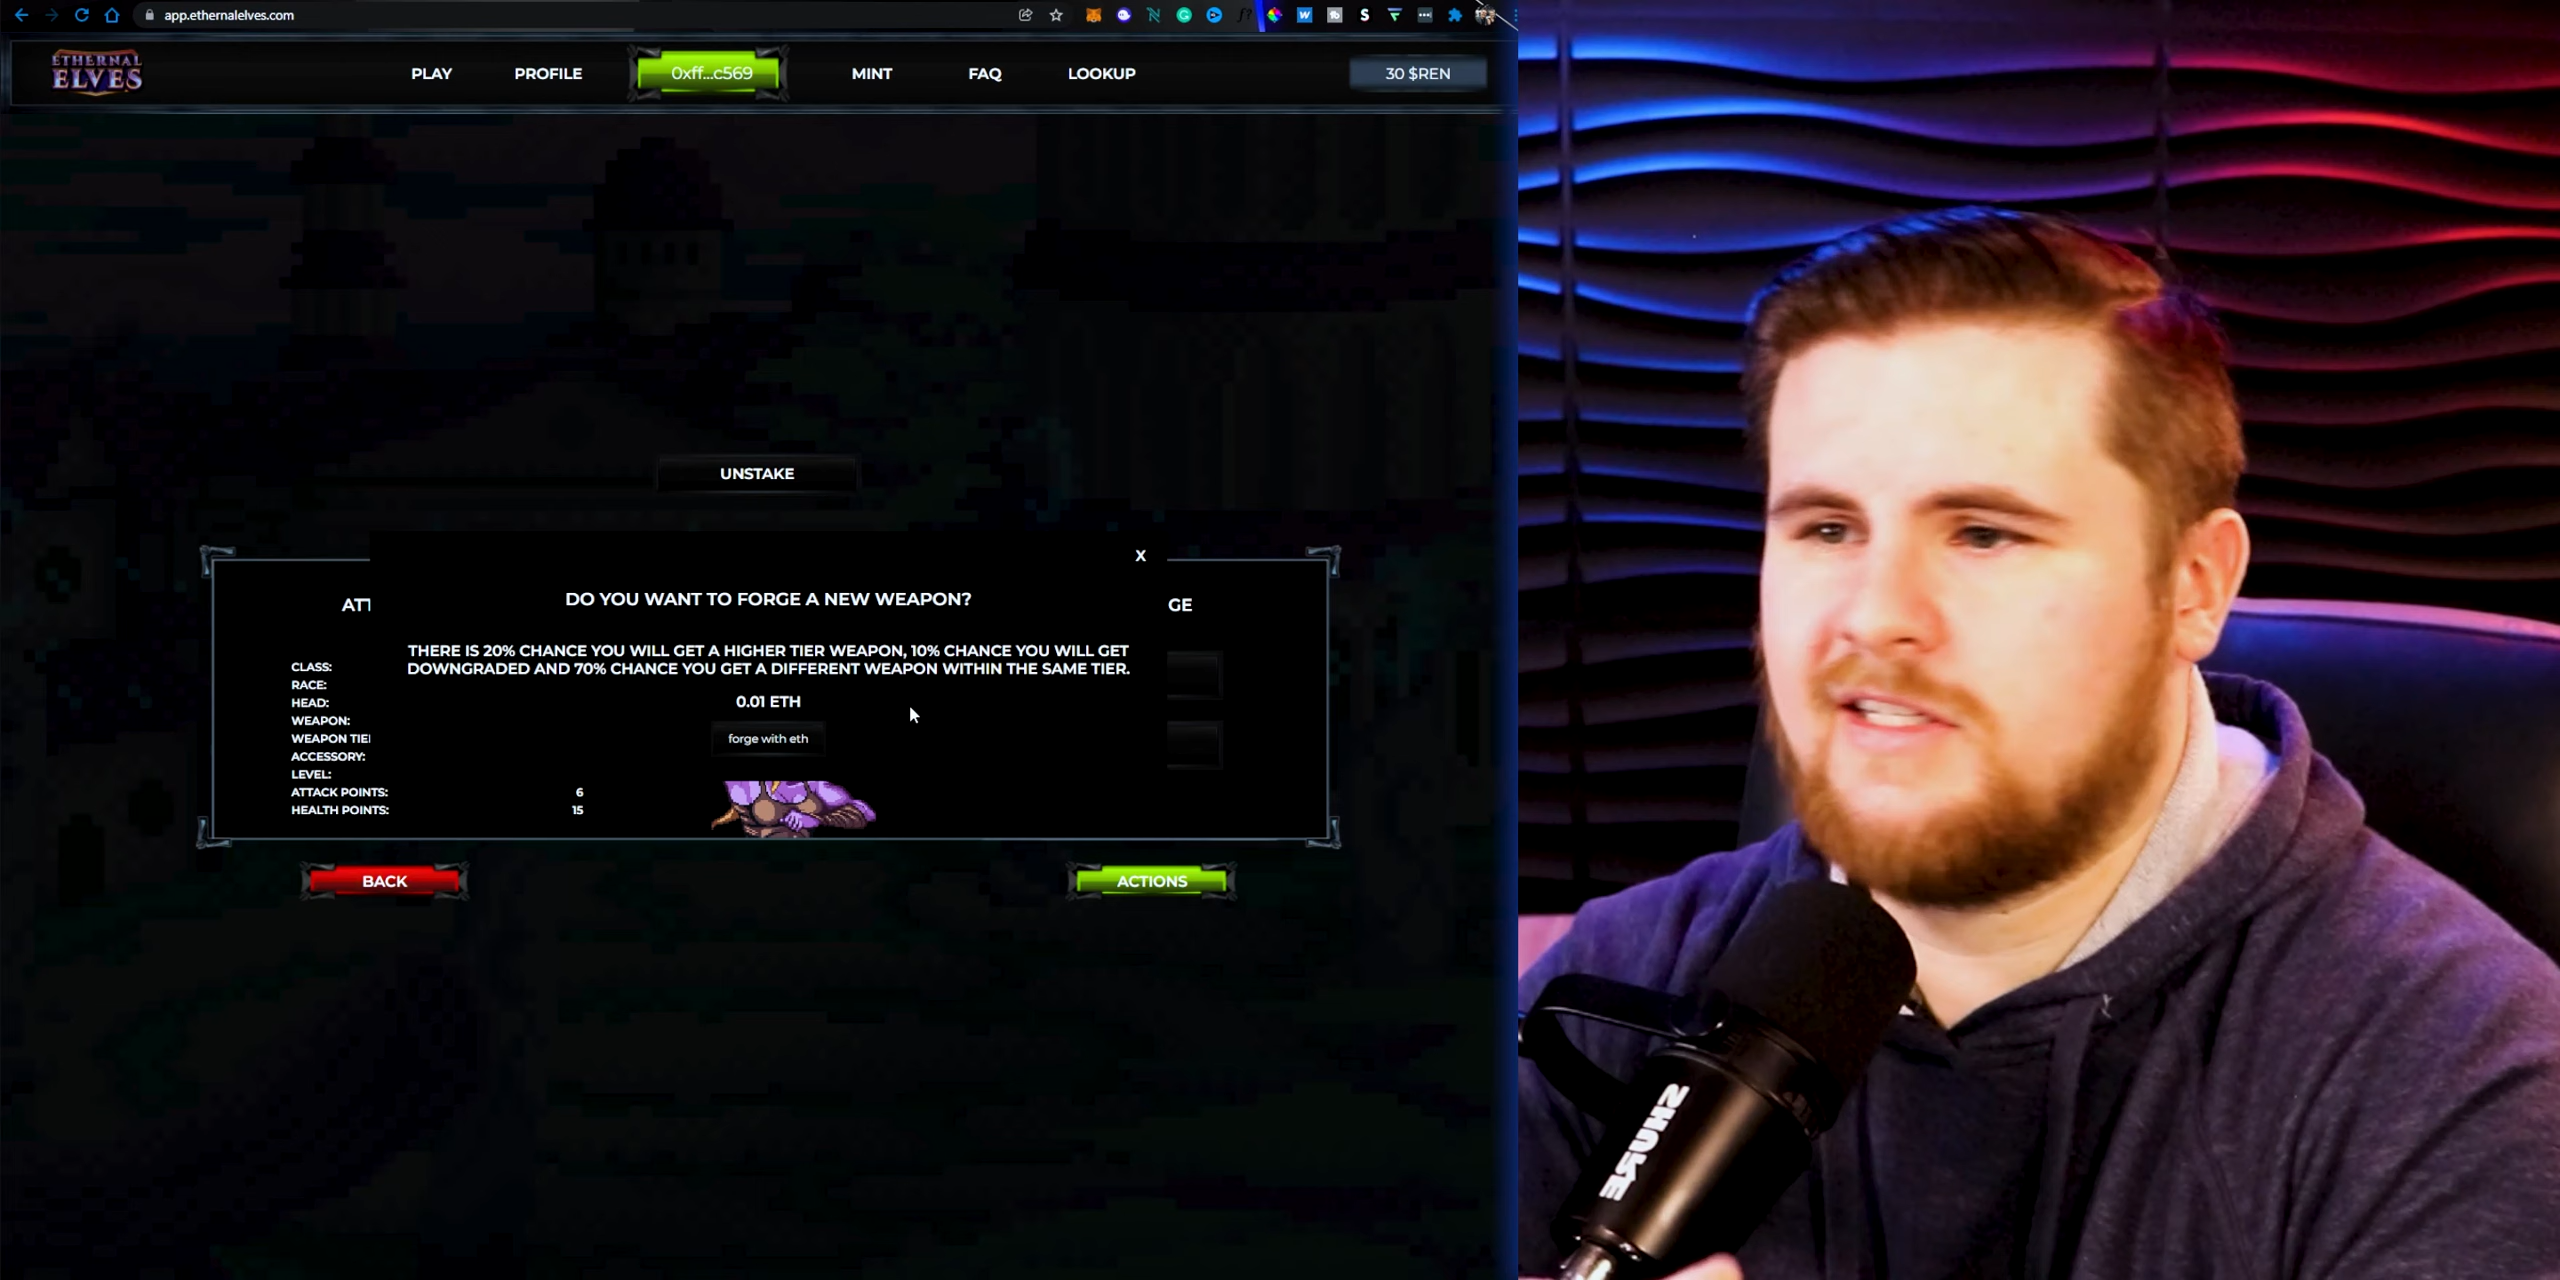 app.ethernalelves.com
ETHERNAL
ELVES
PLAY
PROFILE
0xff...c569
MINT
FAQ
LOOKUP
30 $REN
UNSTAKE
X
DO YOU WANT TO FORGE A NEW WEAPON?
THERE IS 20% CHANCE YOU WILL GET A HIGHER TIER WEAPON, 10% CHANCE YOU WILL GET
DOWNGRADED AND 70% CHANCE YOU GET A DIFFERENT WEAPON WITHIN THE SAME TIER.
0.01 ETH
forge with eth
ATT
GE
CLASS:
RACE:
HEAD:
WEAPON:
WEAPON TIE
ACCESSORY:
LEVEL:
ATTACK POINTS: 6
HEALTH POINTS: 15
BACK
ACTIONS
SHURE